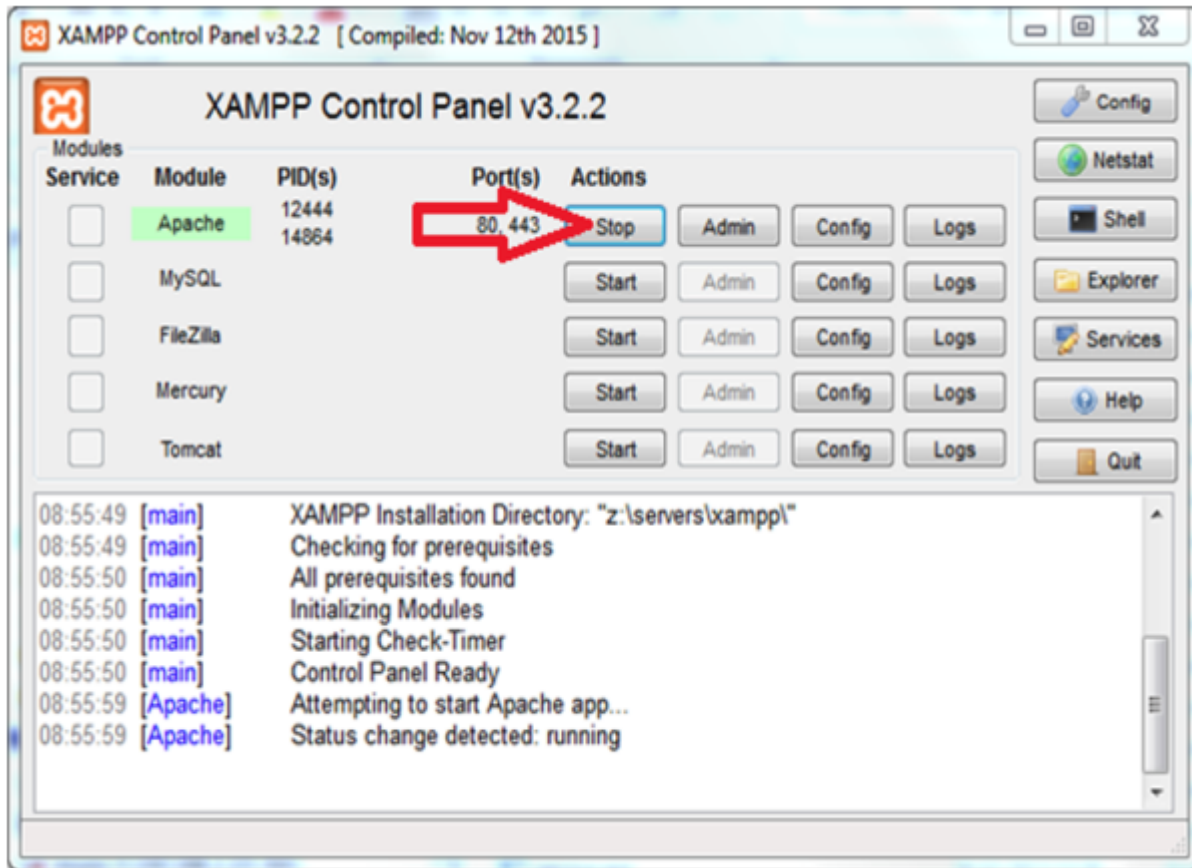 XAMPP Control Panel v3.2.2 [ Compiled: Nov 12th 2015 ]
XAMPP Control Panel v3.2.2
Config
Modules
Netstat
Service Module PID(s) Port(s) Actions
Apache 12444 14864 80, 443 Stop Admin Config Logs
Shell
MySQL Start Admin Config Logs
Explorer
FileZilla Start Admin Config Logs
Services
Mercury Start Admin Config Logs
Help
Tomcat Start Admin Config Logs
Quit
08:55:49 [main] XAMPP Installation Directory: "z:\servers\xampp\"
08:55:49 [main] Checking for prerequisites
08:55:50 [main] All prerequisites found
08:55:50 [main] Initializing Modules
08:55:50 [main] Starting Check-Timer
08:55:50 [main] Control Panel Ready
08:55:59 [Apache] Attempting to start Apache app...
08:55:59 [Apache] Status change detected: running